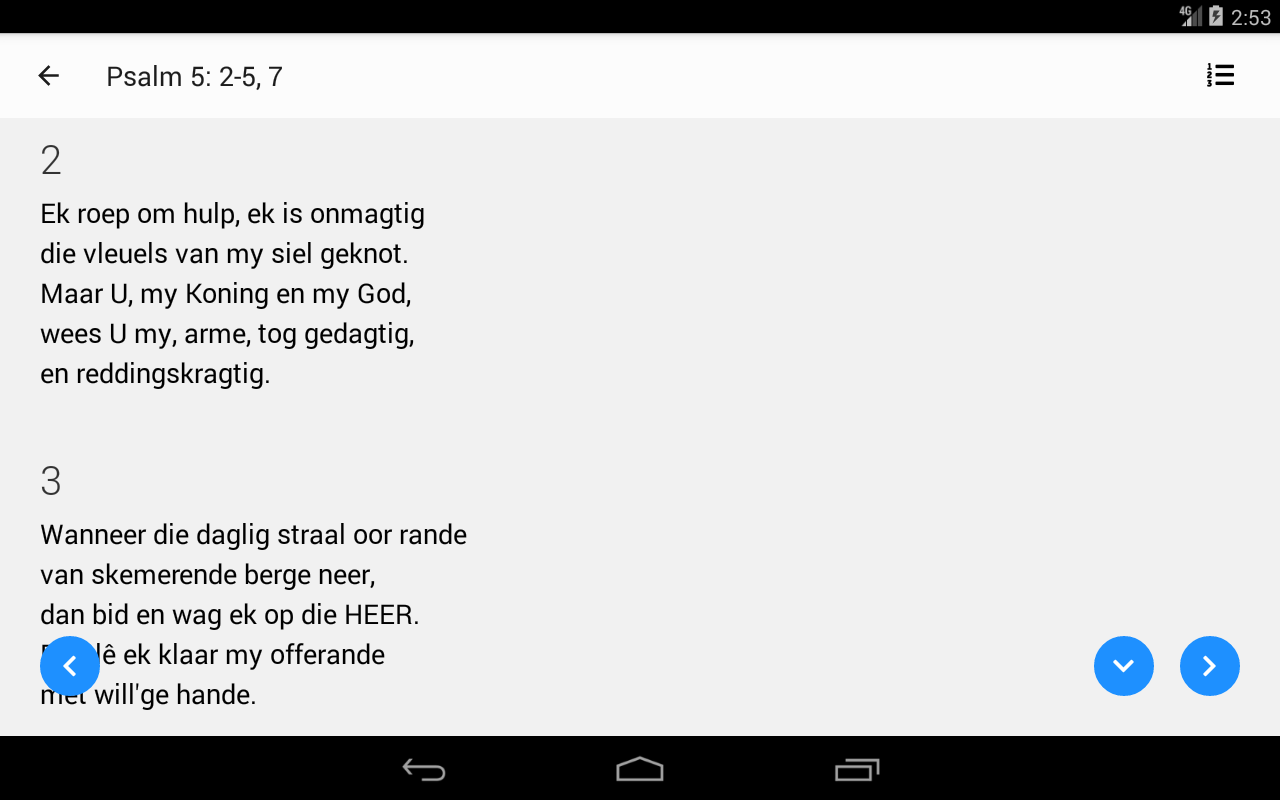 4G 2:53
Psalm 5: 2-5, 7
2
Ek roep om hulp, ek is onmagtig
die vleuels van my siel geknot.
Maar U, my Koning en my God,
wees U my, arme, tog gedagtig,
en reddingskragtig.
3
Wanneer die daglig straal oor rande
van skemerende berge neer,
dan bid en wag ek op die HEER.
lê ek klaar my offerande
met will'ge hande.